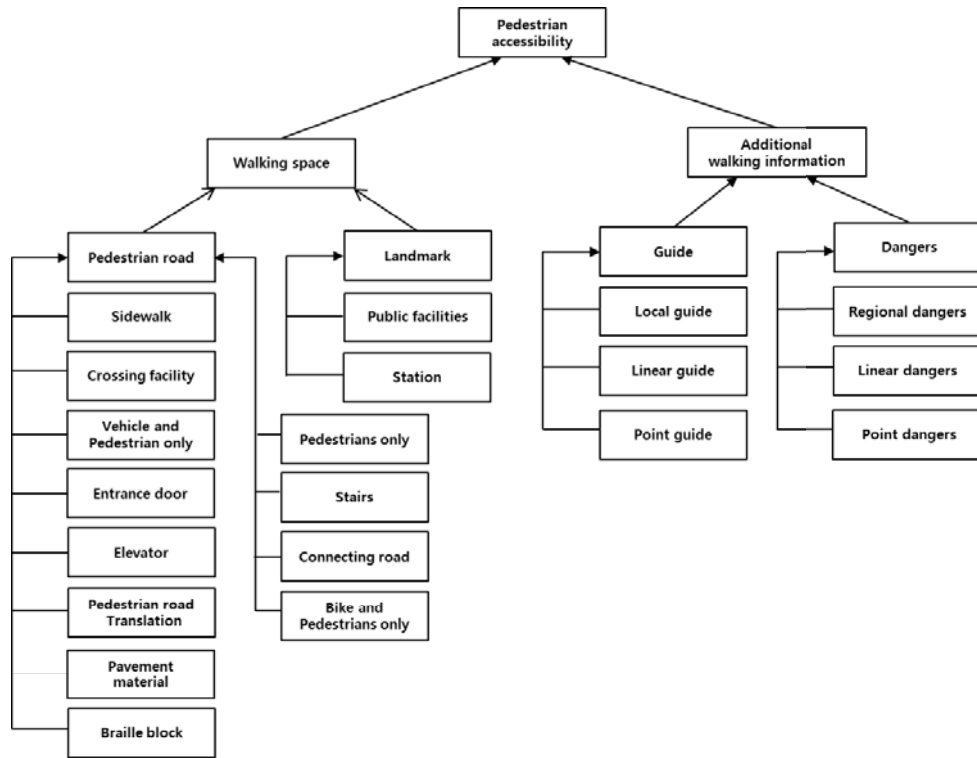 Pedestrian
accessibility
Walking space
Additional
walking information
Pedestrian road
Landmark
Guide
Dangers
Sidewalk
Public facilities
Local guide
Regional dangers
Crossing facility
Station
Linear guide
Linear dangers
Vehicle and
Pedestrian only
Pedestrians only
Point guide
Point dangers
Entrance door
Stairs
Elevator
Connecting road
Pedestrian road
Translation
Bike and
Pedestrians only
Pavement
material
Braille block